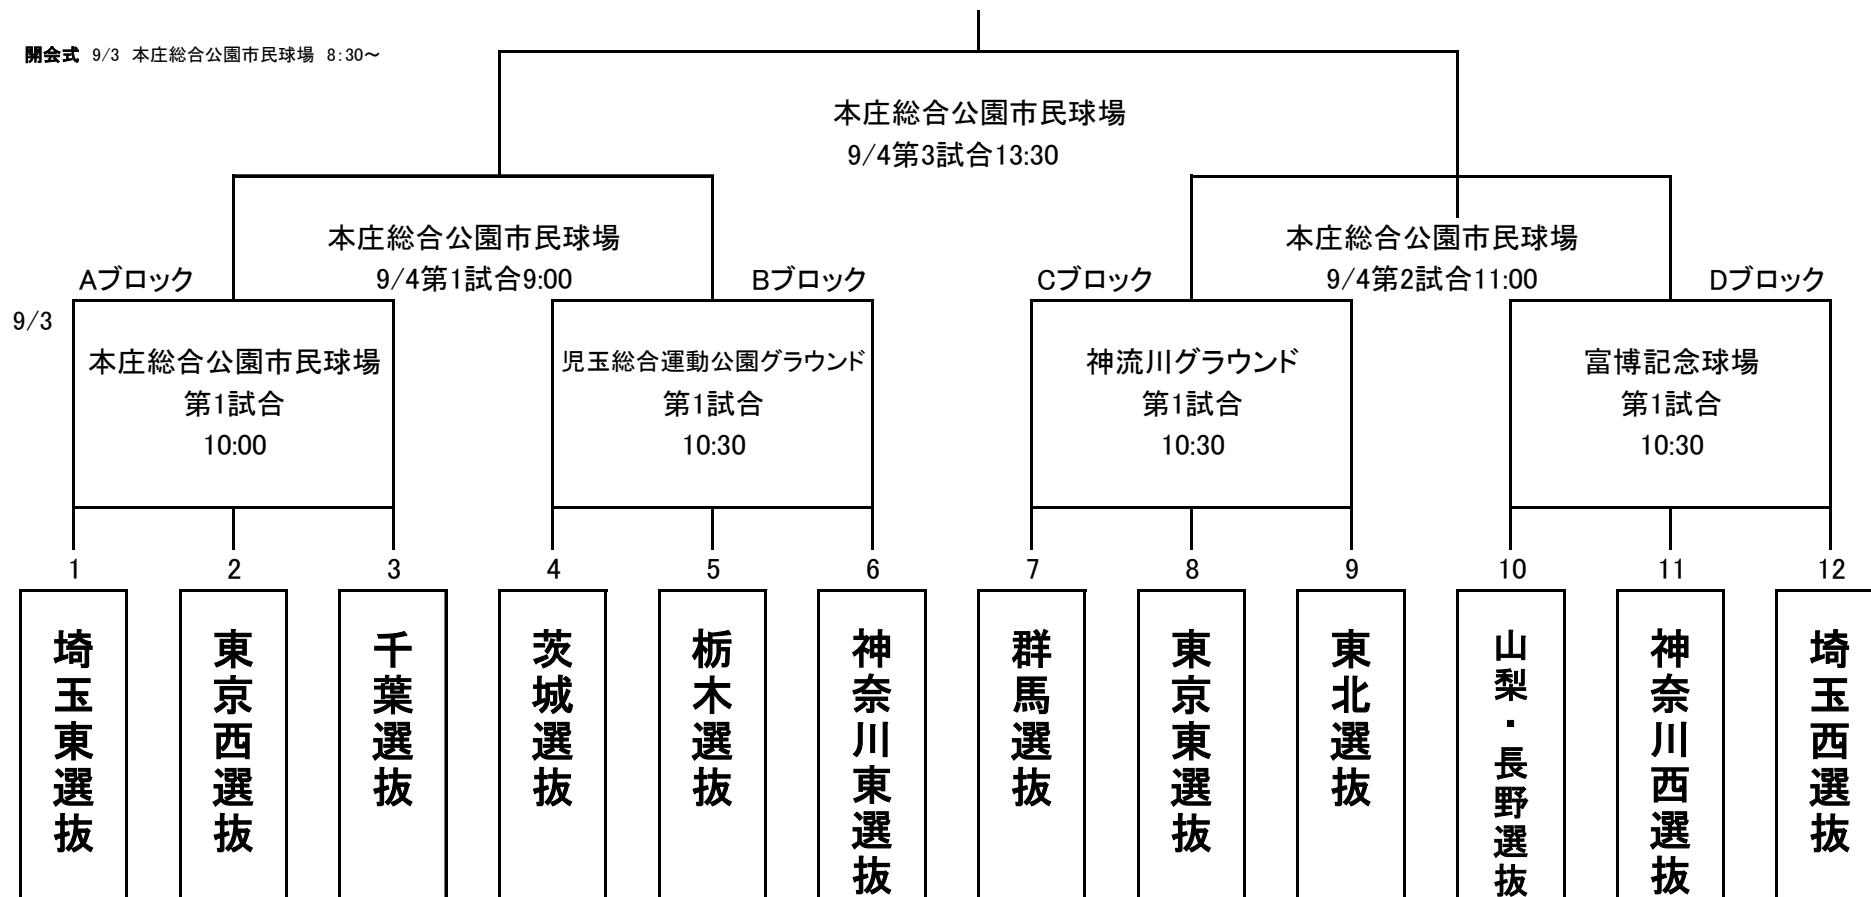 開会式 9/3 本庄総合公園市民球場 8:30～
本庄総合公園市民球場
9/4第3試合13:30
本庄総合公園市民球場
9/4第1試合9:00
本庄総合公園市民球場
9/4第2試合11:00
Aブロック
Bブロック
Cブロック
Dブロック
9/3
本庄総合公園市民球場
第1試合
10:00
児玉総合運動公園グラウンド
第1試合
10:30
神流川グラウンド
第1試合
10:30
富博記念球場
第1試合
10:30
1
2
3
4
5
6
7
8
9
10
11
12
埼玉東選抜
東京西選抜
千葉選抜
茨城選抜
栃木選抜
神奈川東選抜
群馬選抜
東京東選抜
東北選抜
山梨・長野選抜
神奈川西選抜
埼玉西選抜